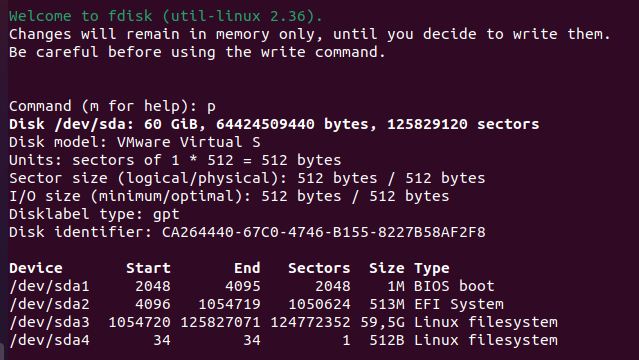 Welcome to fdisk (util-linux 2.36).
Changes will remain in memory only, until you decide to write them.
Be careful before using the write command.
Command (m for help): p
Disk /dev/sda: 60 GiB, 64424509440 bytes, 125829120 sectors
Disk model: VMware Virtual S
Units: sectors of 1 * 512 = 512 bytes
Sector size (logical/physical): 512 bytes / 512 bytes
I/O size (minimum/optimal): 512 bytes / 512 bytes
Disklabel type: gpt
Disk identifier: CA264440-67C0-4746-B155-8227B58AF2F8
Device       Start       End   Sectors  Size Type
/dev/sda1     2048      4095      2048    1M BIOS boot
/dev/sda2     4096   1054719   1050624  513M EFI System
/dev/sda3  1054720 125827071 124772352 59,5G Linux filesystem
/dev/sda4       34        34         1  512B Linux filesystem